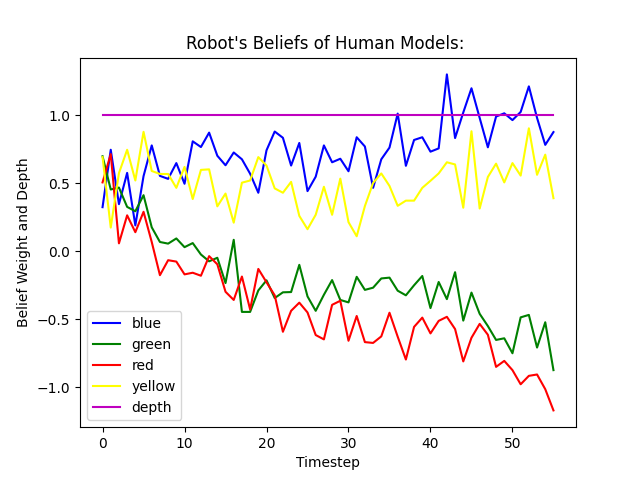 Robot's Beliefs of Human Models:
Belief Weight and Depth
1.0
0.5
0.0
−0.5
−1.0
blue
green
red
yellow
depth
0 10 20 30 40 50
Timestep